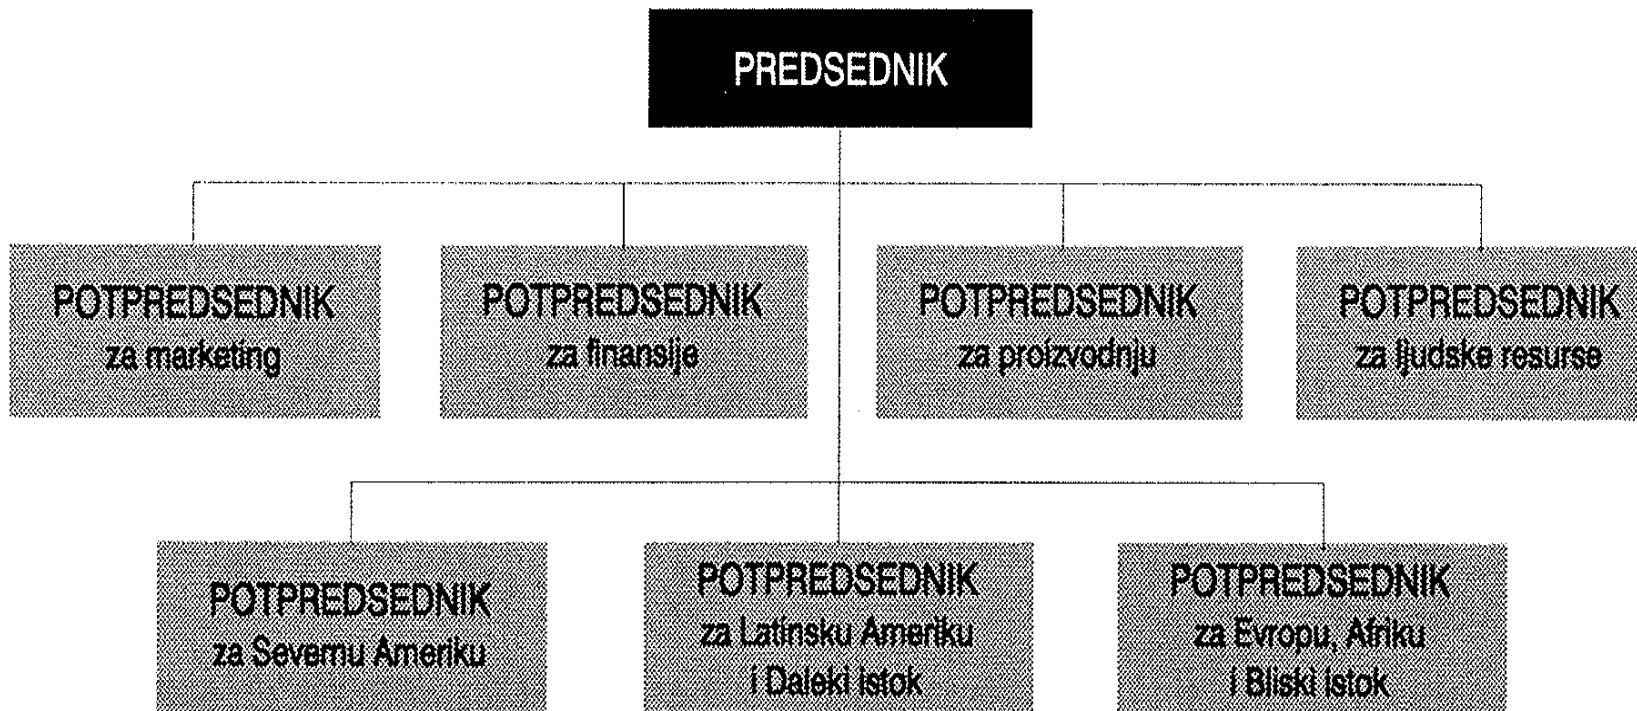 PREDSEDNIK
POTPREDSEDNIK
za marketing
POTPREDSEDNIK
za finansije
POTPREDSEDNIK
za proizvodnju
POTPREDSEDNIK
za ljudske resurse
POTPREDSEDNIK
za Severnu Ameriku
POTPREDSEDNIK
za Latinsku Ameriku
i Daleki istok
POTPREDSEDNIK
za Evropu, Afriku
i Bliski istok